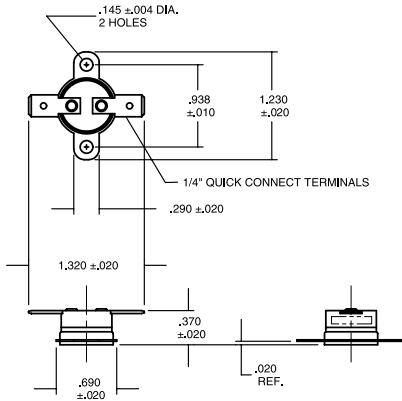 .145 ±.004 DIA.
2 HOLES
.938
±.010
1.230
±.020
1/4" QUICK CONNECT TERMINALS
.290 ±.020
1.320 ±.020
.370
±.020
.020
REF.
.690
±.020